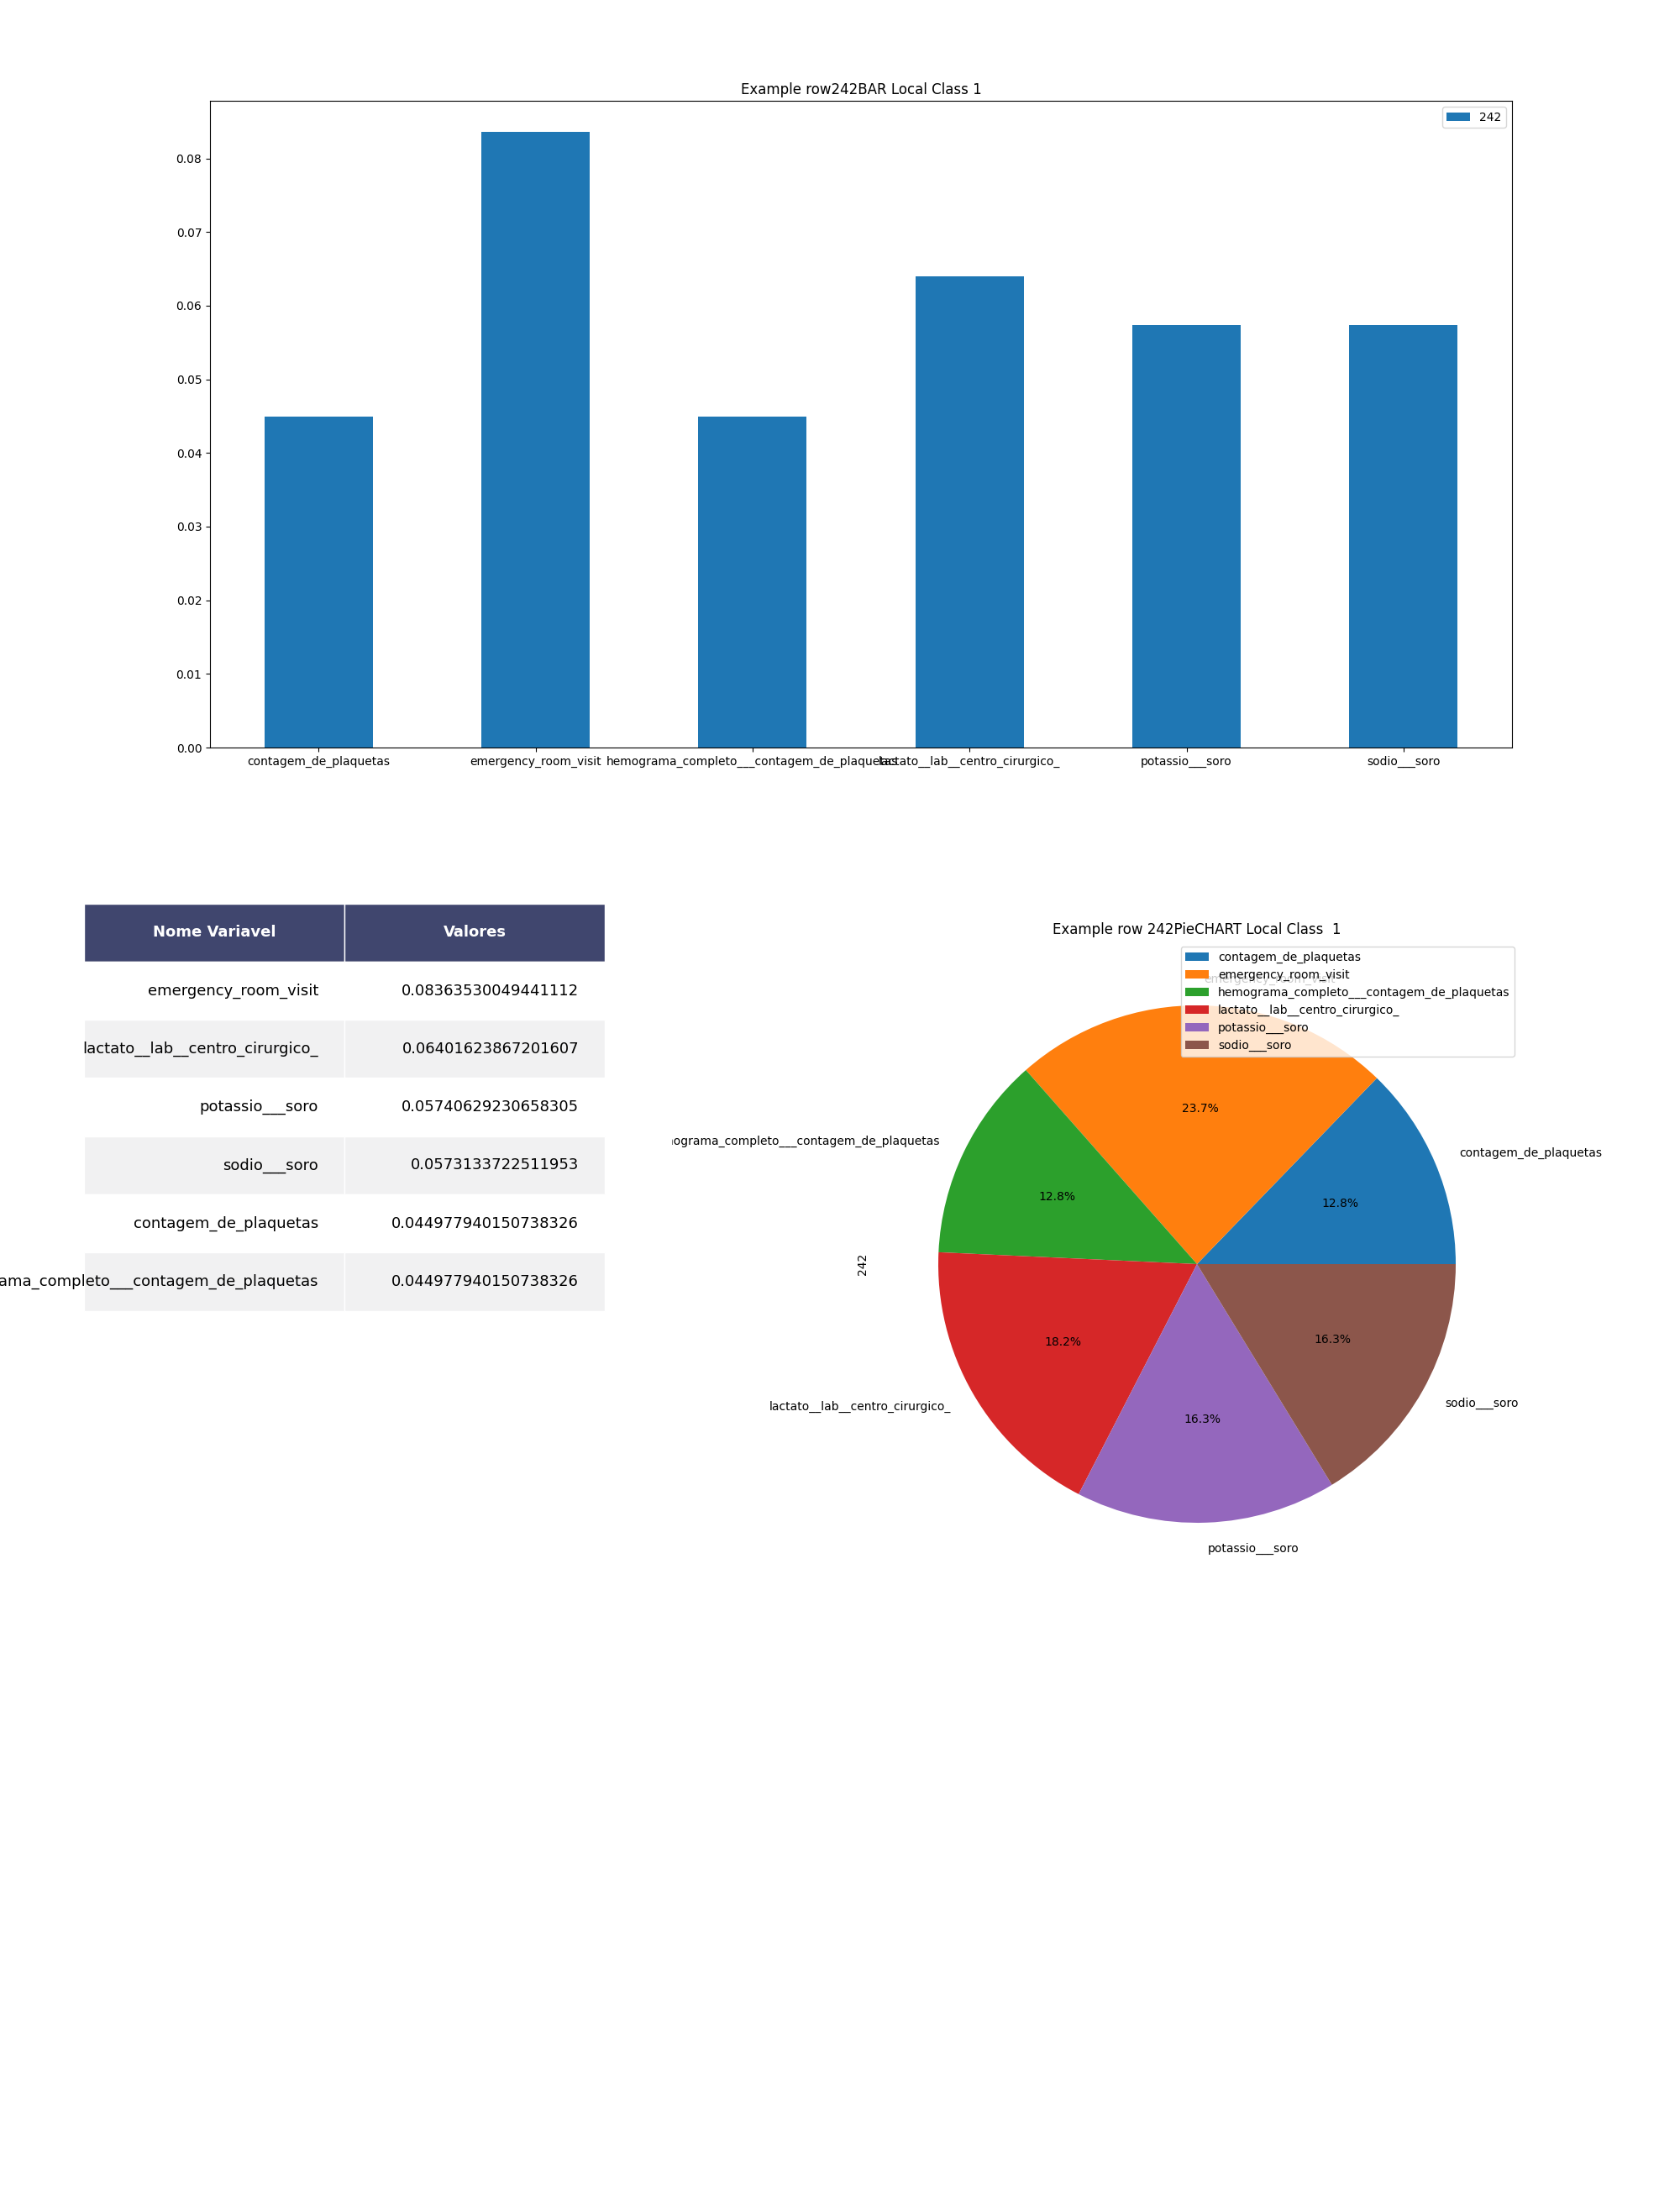 Example row242BAR Local Class 1
242
0.08
0.07
0.06
0.05
0.04
0.03
0.02
0.01
0.00
contagem_de_plaquetas
emergency_room_visit
hemograma_completo___contagem_de_plaquetas
lactato__lab__centro_cirurgico_
potassio___soro
sodio___soro
Nome Variavel Valores
emergency_room_visit 0.08363530049441112
lactato__lab__centro_cirurgico_ 0.06401623867201607
potassio___soro 0.05740629230658305
sodio___soro 0.0573133722511953
contagem_de_plaquetas 0.044977940150738326
ama_completo___contagem_de_plaquetas 0.044977940150738326
Example row 242PieCHART Local Class  1
contagem_de_plaquetas
emergency_room_visit
hemograma_completo___contagem_de_plaquetas
lactato__lab__centro_cirurgico_
potassio___soro
sodio___soro
emergency_room_visit
23.7%
ograma_completo___contagem_de_plaquetas
contagem_de_plaquetas
12.8%
12.8%
242
18.2%
16.3%
lactato__lab__centro_cirurgico_
sodio___soro
16.3%
potassio___soro